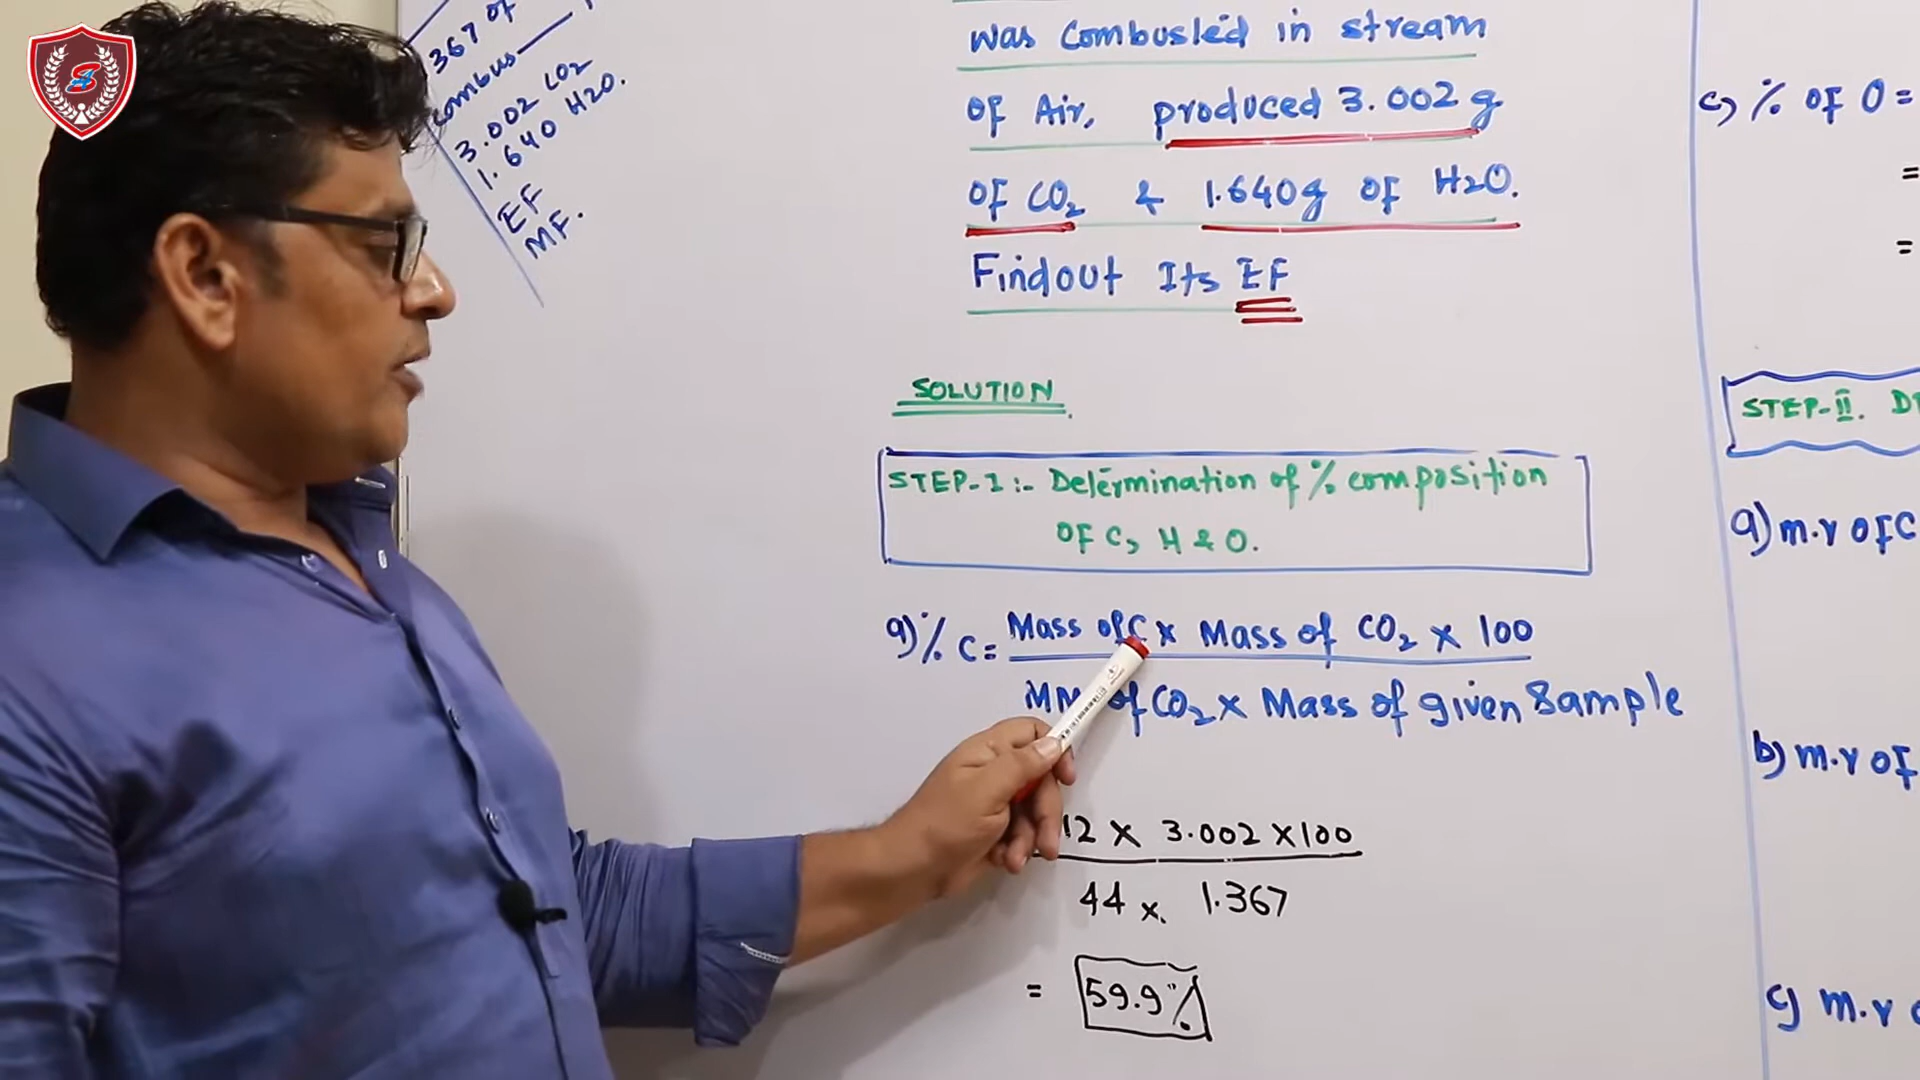 367 of
combus
3.002 CO2
1.640 H2O.
EF
MF.
was combusted in stream
of Air, produced 3.002 g
of CO2 & 1.640g of H2O.
Findout Its EF
SOLUTION
STEP-I :- Determination of % composition
of C, H & O.
a) % C = Mass of C x Mass of CO2 x 100
MM of CO2 x Mass of given Sample
12 x 3.002 x 100
44 x 1.367
= 59.9%
c) % of O =
=
=
STEP-II. D
a) m.r of C
b) m.r of
c) m.r o